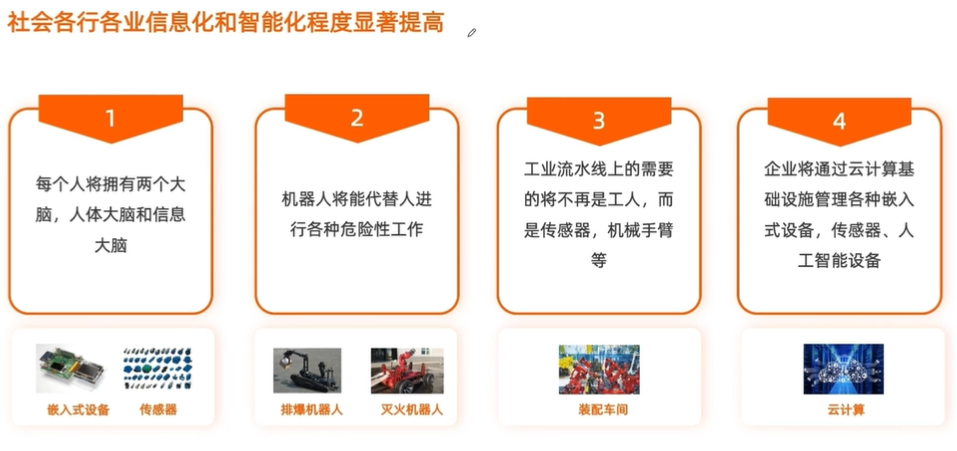 社会各行各业信息化和智能化程度显著提高
1
每个人将拥有两个大
脑，人体大脑和信息
大脑
嵌入式设备
传感器
2
机器人将能代替人进
行各种危险性工作
排爆机器人
灭火机器人
3
工业流水线上的需要
的将不再是工人，而
是传感器，机械手臂
等
装配车间
4
企业将通过云计算基
础设施管理各种嵌入
式设备，传感器、人
工智能设备
云计算